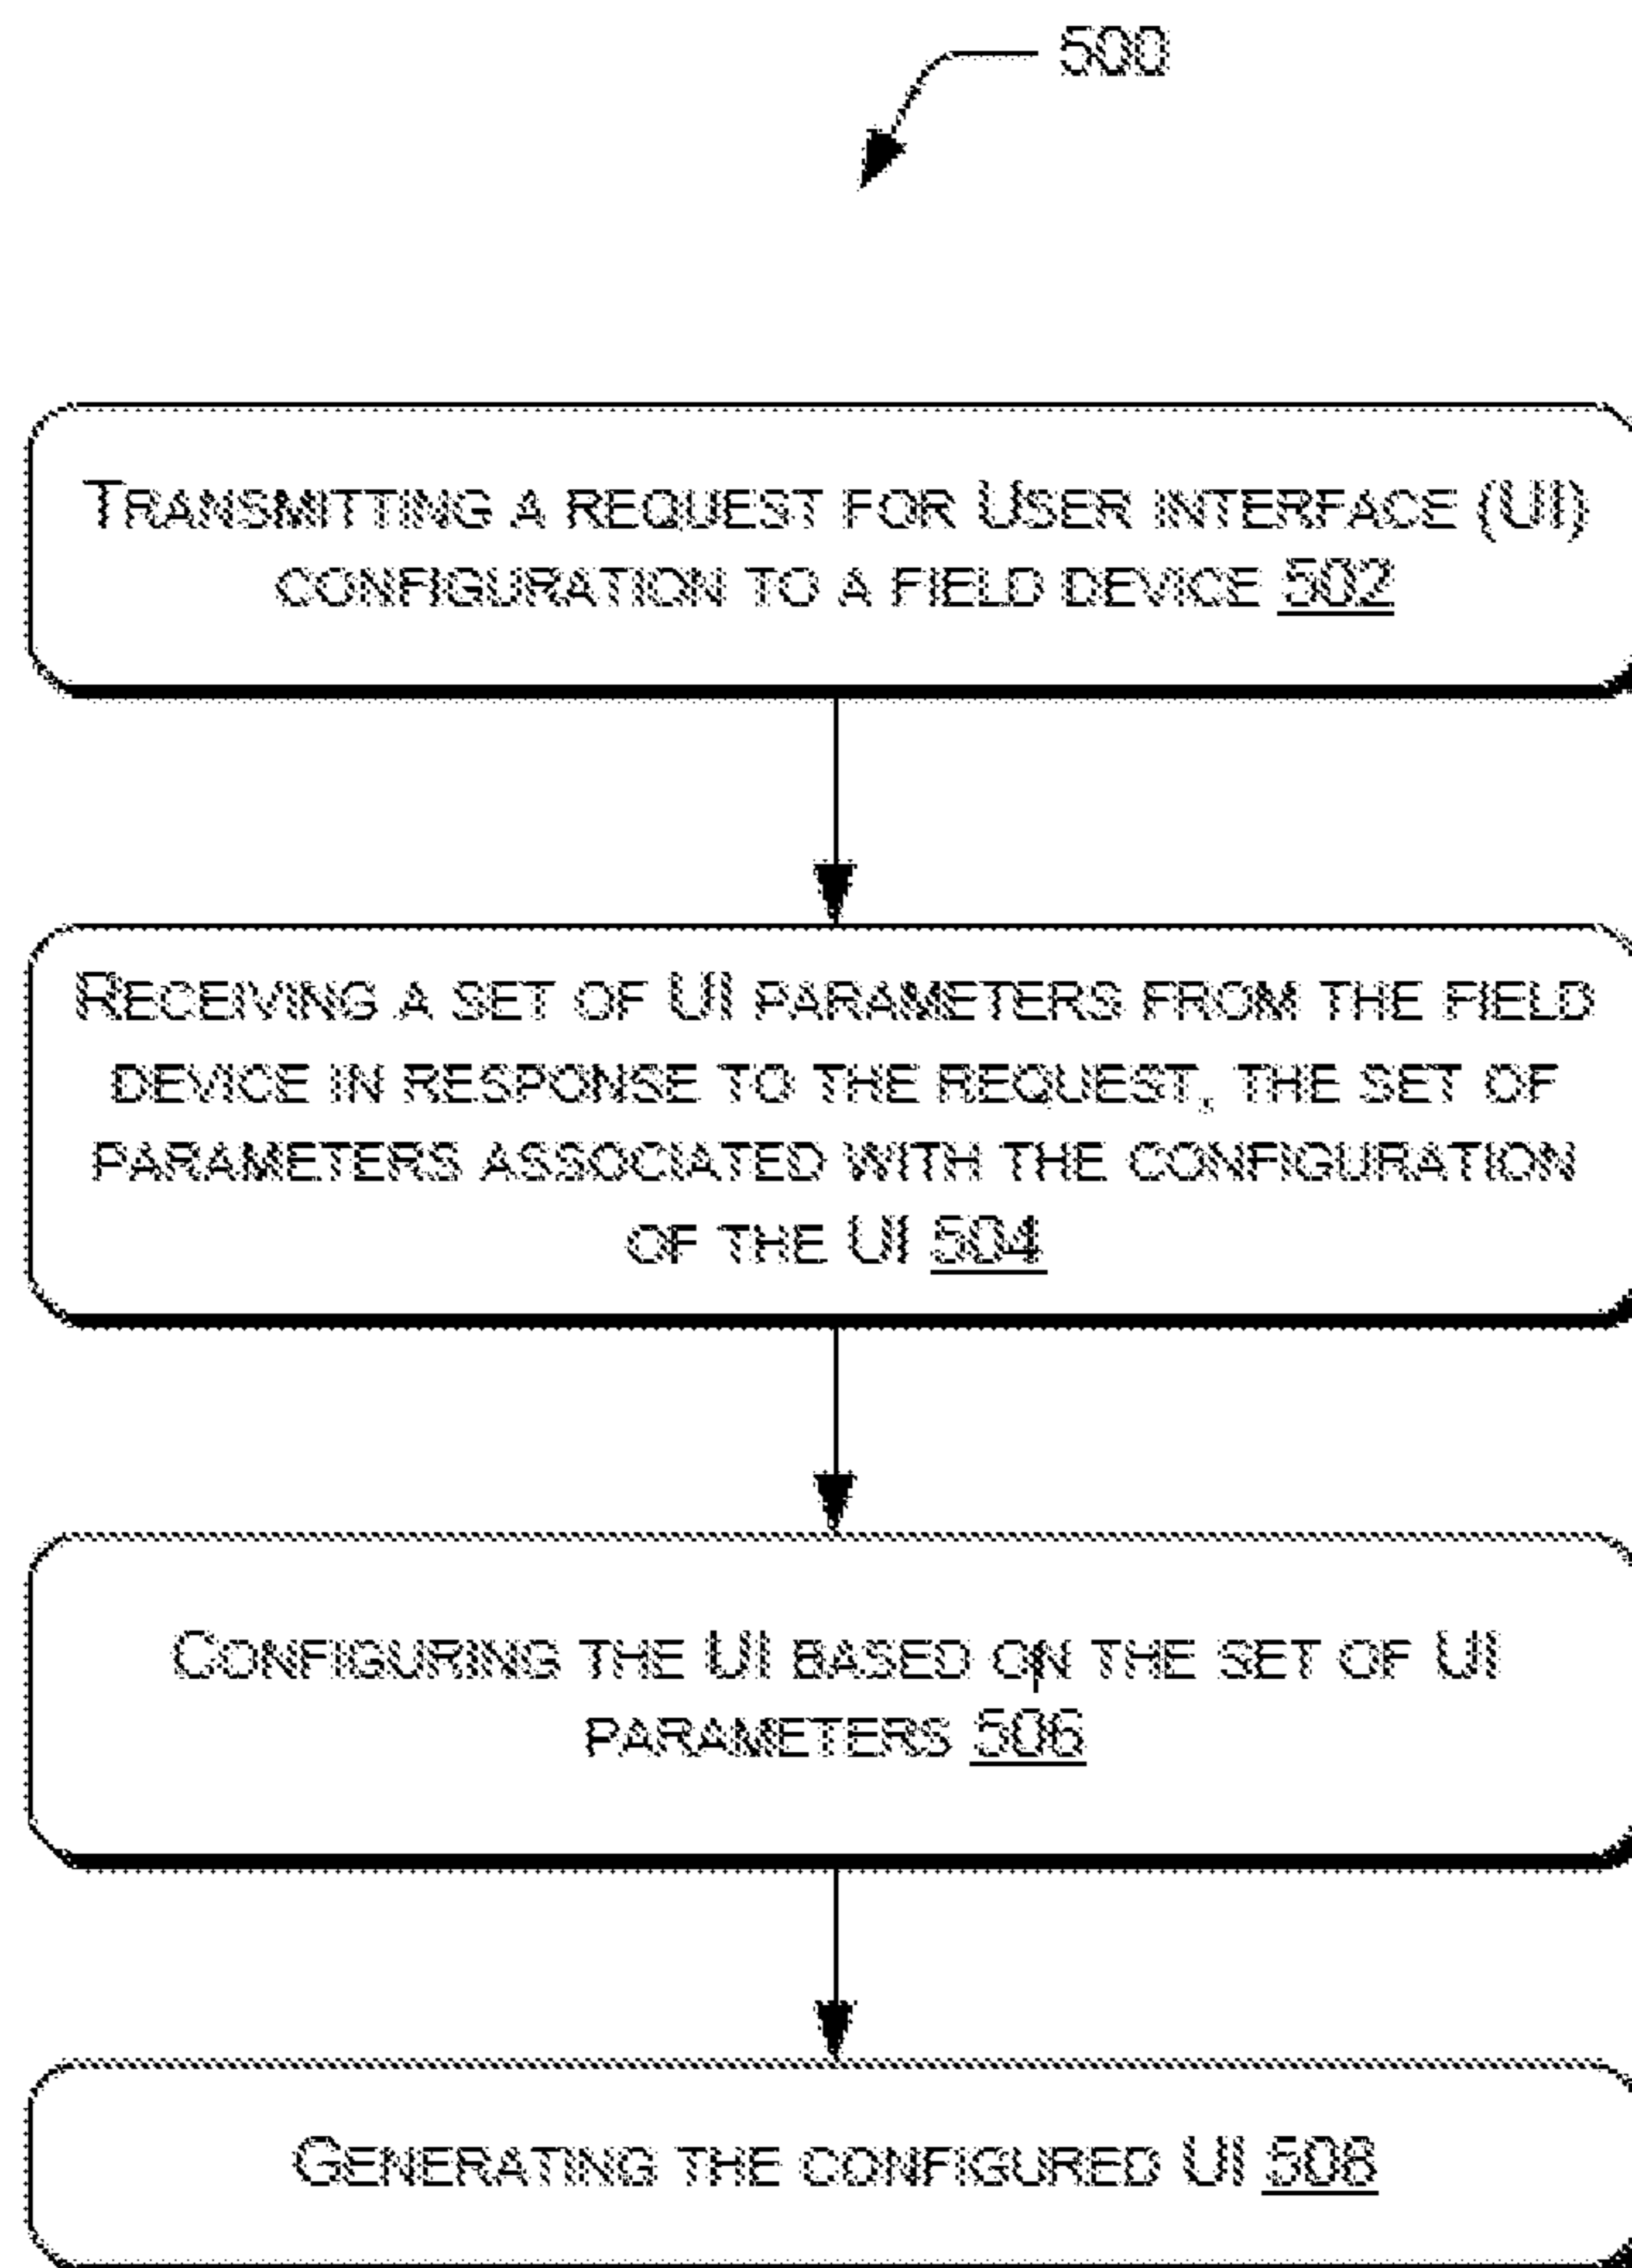 500
TRANSMITTING A REQUEST FOR USER INTERFACE (UI)
CONFIGURATION TO A FIELD DEVICE 502
RECEIVING A SET OF UI PARAMETERS FROM THE FIELD
DEVICE IN RESPONSE TO THE REQUEST, THE SET OF
PARAMETERS ASSOCIATED WITH THE CONFIGURATION
OF THE UI 504
CONFIGURING THE UI BASED ON THE SET OF UI
PARAMETERS 506
GENERATING THE CONFIGURED UI 508